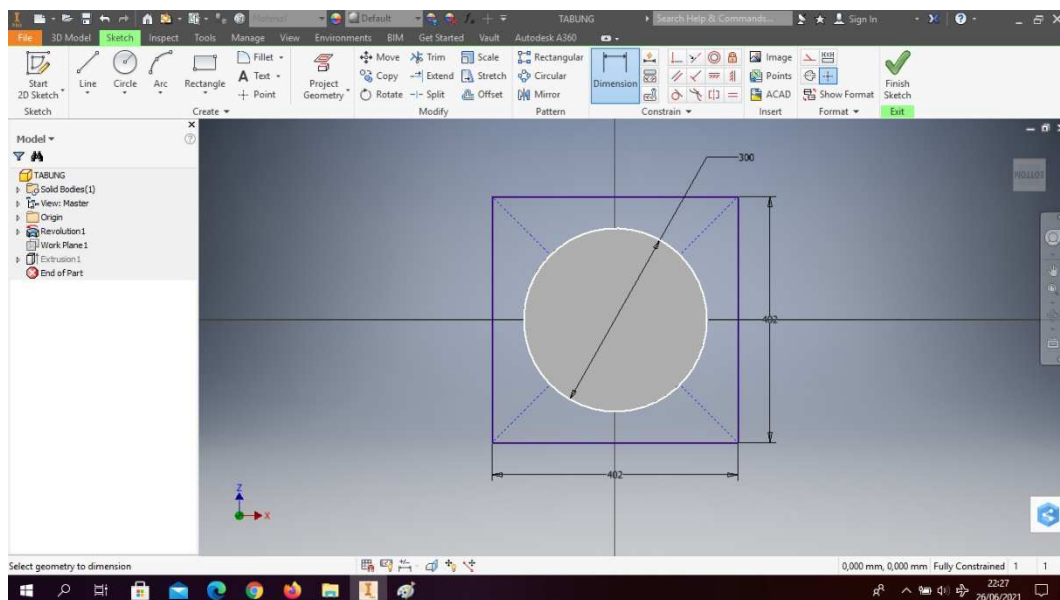 PRO Material Default TABUNG Search Help & Commands... Sign In
File 3D Model Sketch Inspect Tools Manage View Environments BIM Get Started Vault Autodesk A360
Start
2D Sketch
Line Circle Arc Rectangle
Fillet
A Text
Point
Project
Geometry
Move Trim Scale
Copy Extend Stretch
Rotate Split Offset
Rectangular
Circular
Mirror
Dimension
Image
Points
ACAD
Show Format
Finish
Sketch
Sketch Create Modify Pattern Constrain Insert Format Exit
Model
TABUNG
Solid Bodies(1)
View: Master
Origin
Revolution1
Work Plane1
Extrusion1
End of Part
300
BOTTOM
402
402
Z
X
Select geometry to dimension
0,000 mm, 0,000 mm Fully Constrained 1 1
22:27
26/06/2021